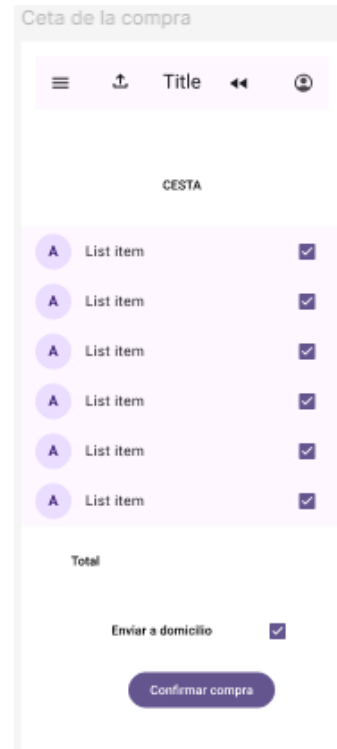 Ceta de la compra
Title
CESTA
A List item
A List item
A List item
A List item
A List item
A List item
Total
Enviar a domicilio
Confirmar compra